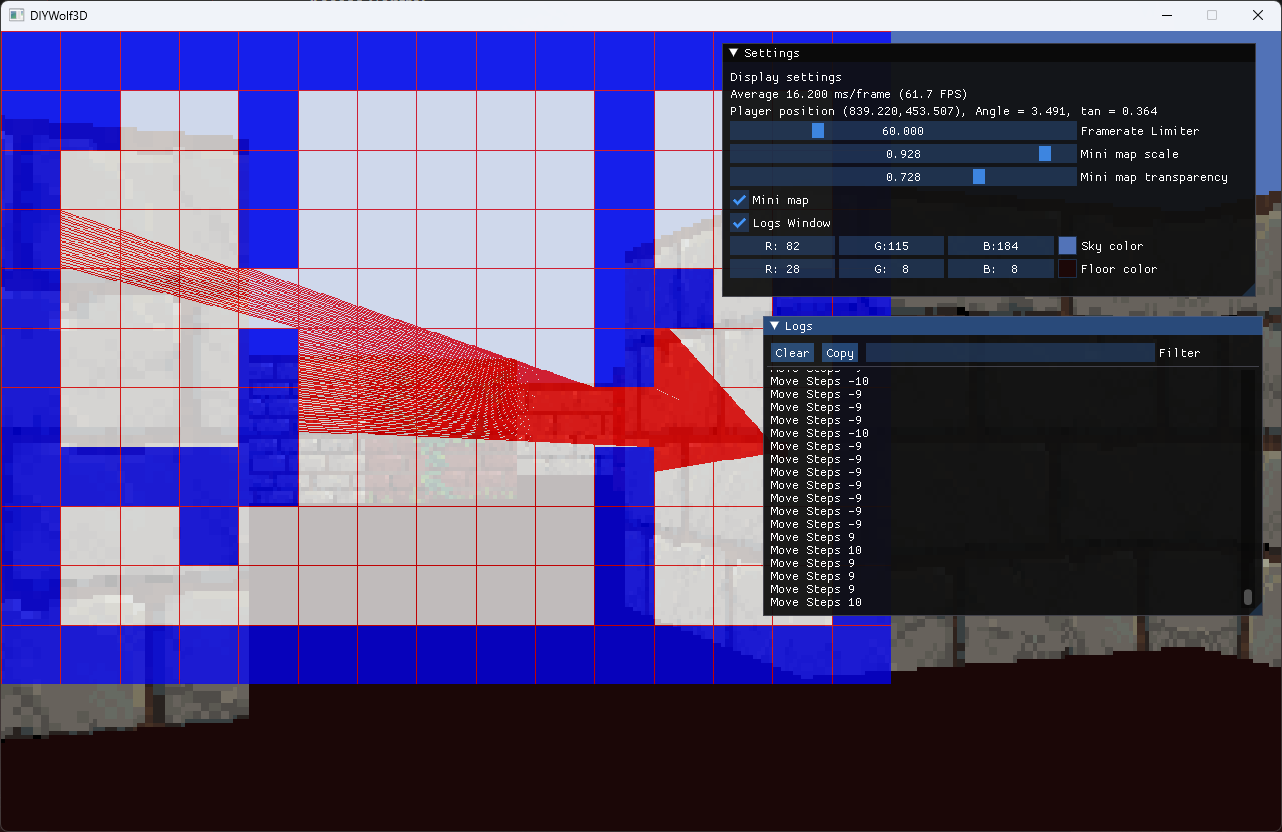 DIYWolf3D
Settings
Display settings
Average 16.200 ms/frame (61.7 FPS)
Player position (839.220,453.507), Angle = 3.491, tan = 0.364
60.000 Framerate Limiter
0.928 Mini map scale
0.728 Mini map transparency
Mini map
Logs Window
R: 82 G:115 B:184 Sky color
R: 28 G: 8 B: 8 Floor color
Logs
Clear Copy Filter
Move Steps -9
Move Steps -10
Move Steps -9
Move Steps -9
Move Steps -9
Move Steps -10
Move Steps -9
Move Steps -9
Move Steps -9
Move Steps -9
Move Steps -9
Move Steps -9
Move Steps -9
Move Steps 9
Move Steps 10
Move Steps 9
Move Steps 9
Move Steps 9
Move Steps 10